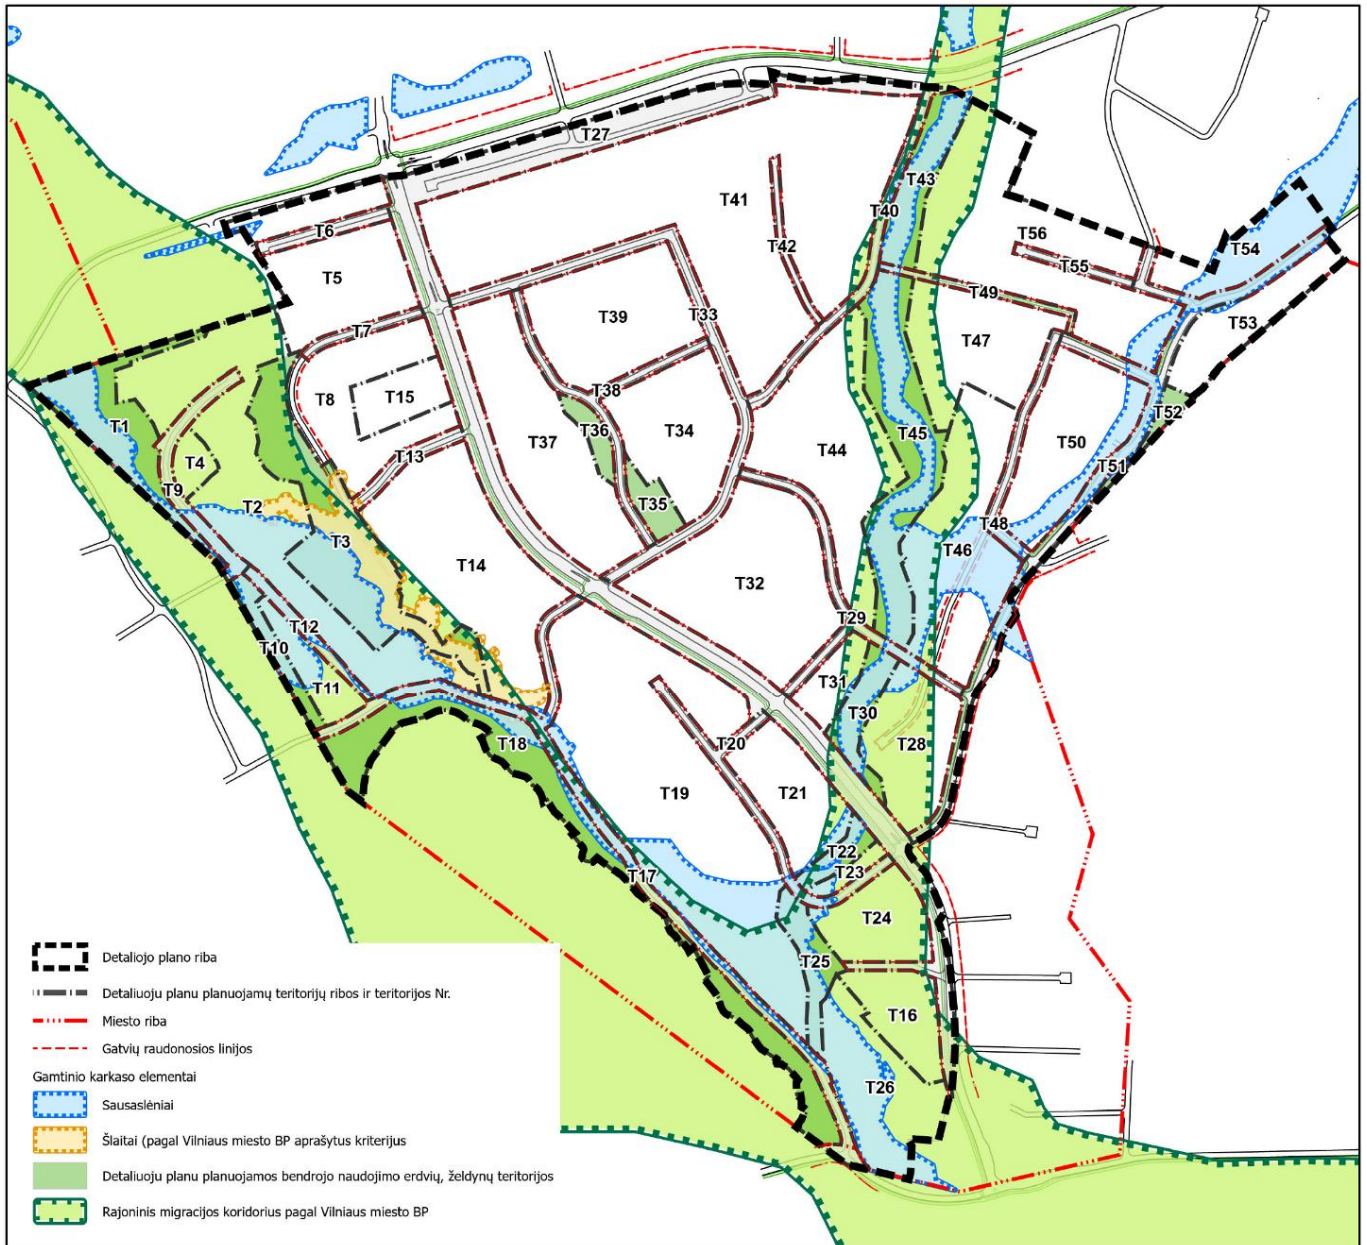 T27
T43
T41
T40
T6
T56
T54
T42
T55
T5
T49
T39
T33
T53
T7
T47
T38
T8
T15
T52
T1
T36
T34
T45
T37
T44
T50
T13
T4
T51
T9
T35
T2
T48
T3
T46
T14
T32
T29
T12
T10
T11
T31
T30
T18
T20
T28
T19
T21
T22
T17
T23
T24
T25
T16
T26
Detaliojo plano riba
Detaliuoju planu planuojamų teritorijų ribos ir teritorijos Nr.
Miesto riba
Gatvių raudonosios linijos
Gamtinio karkaso elementai
Sausaslėniai
Šlaitai (pagal Vilniaus miesto BP aprašytus kriterijus
Detaliuoju planu planuojamos bendrojo naudojimo erdvių, želdynų teritorijos
Rajoninis migracijos koridorius pagal Vilniaus miesto BP